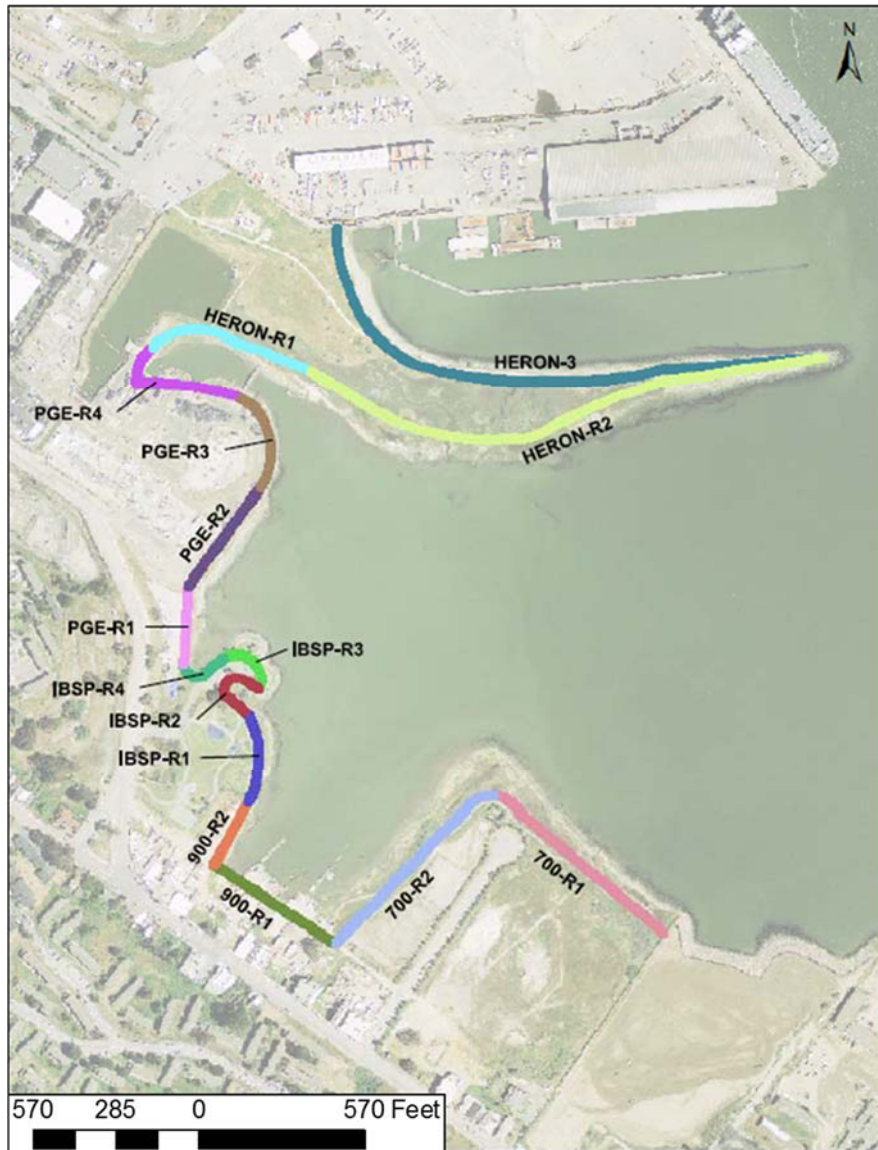 N
HERON-R1
HERON-3
HERON-R2
PGE-R4
PGE-R3
PGE-R2
PGE-R1
IBSP-R3
IBSP-R4
IBSP-R2
IBSP-R1
900-R2
900-R1
700-R2
700-R1
570 285 0 570 Feet